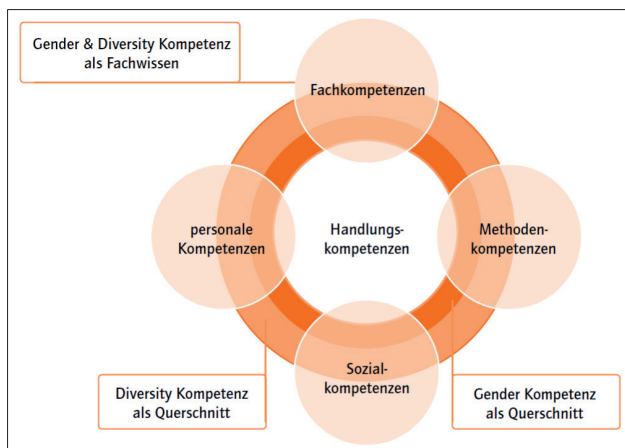 Gender & Diversity Kompetenz
als Fachwissen
Fachkompetenzen
personale
Kompetenzen
Handlungs-
kompetenzen
Methoden-
kompetenzen
Sozial-
kompetenzen
Diversity Kompetenz
als Querschnitt
Gender Kompetenz
als Querschnitt